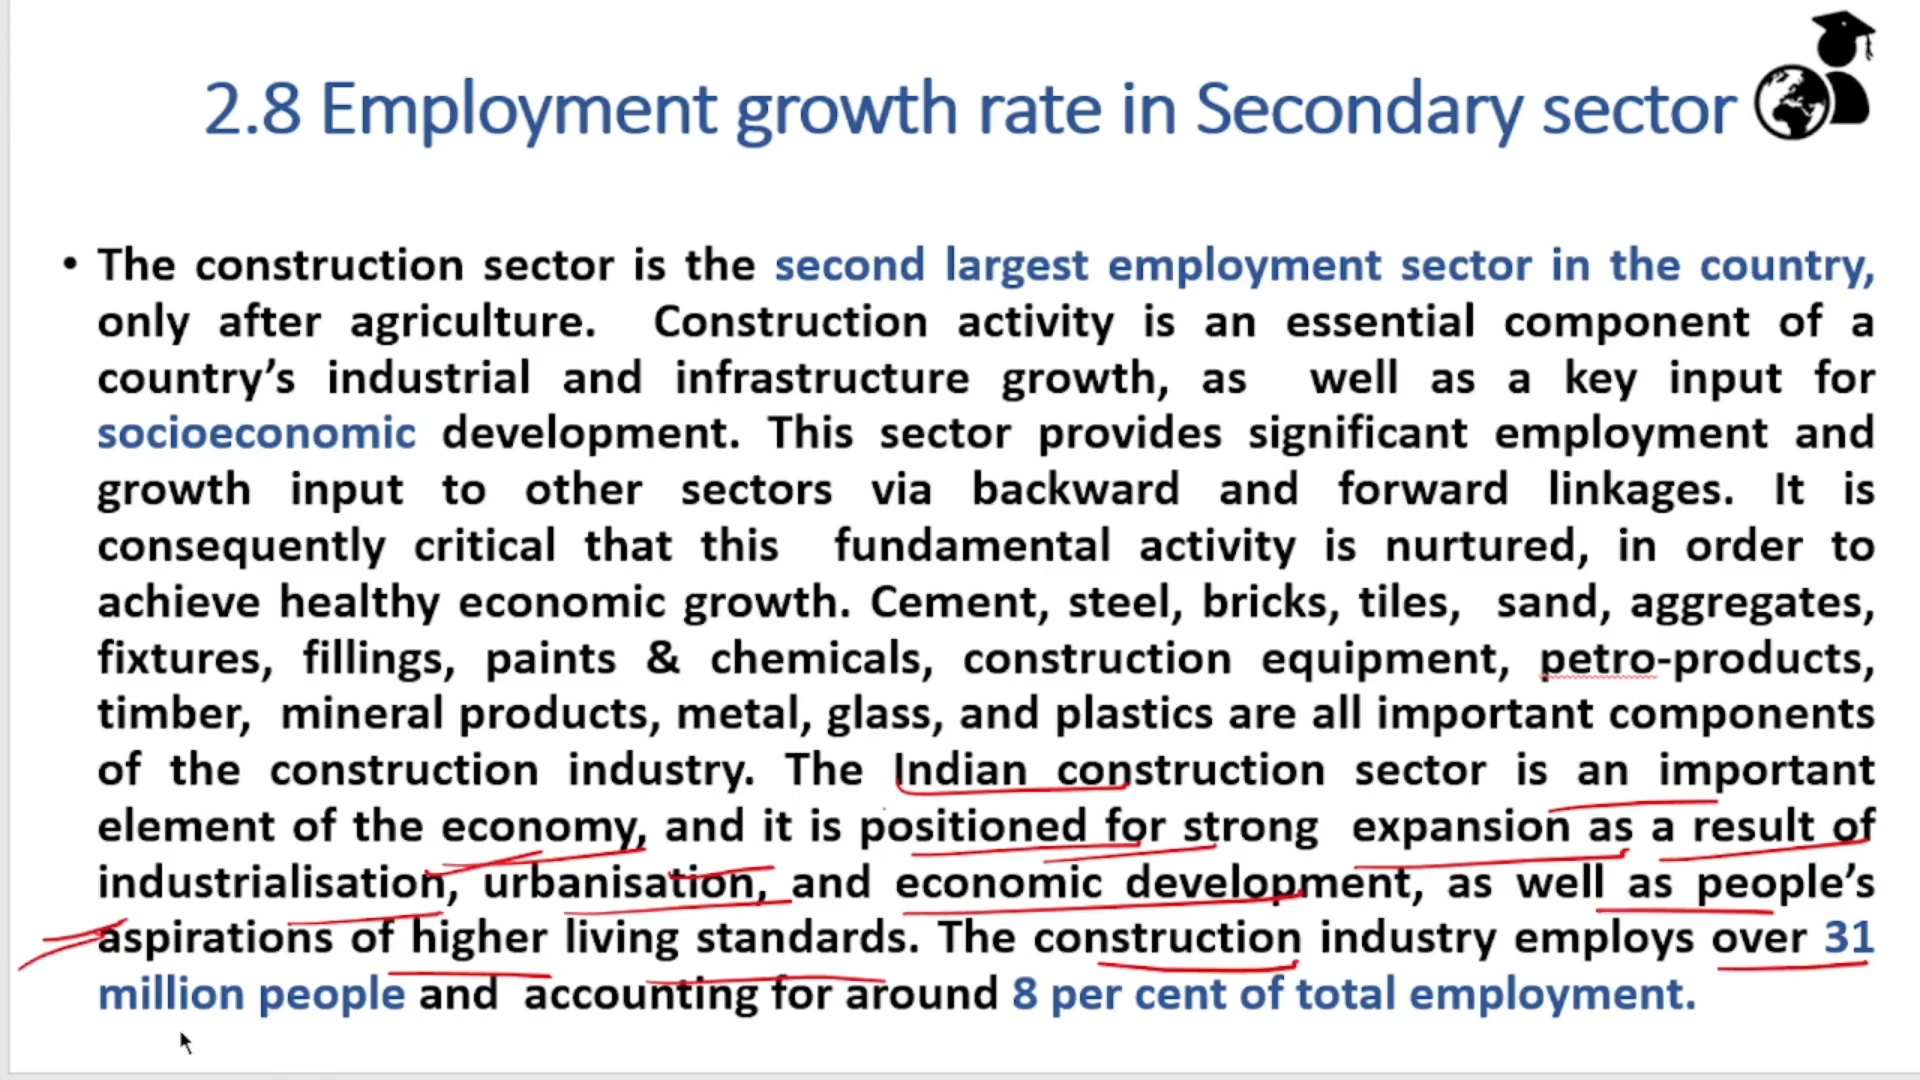 2.8 Employment growth rate in Secondary sector
• The construction sector is the second largest employment sector in the country,
only after agriculture. Construction activity is an essential component of a
country’s industrial and infrastructure growth, as well as a key input for
socioeconomic development. This sector provides significant employment and
growth input to other sectors via backward and forward linkages. It is
consequently critical that this fundamental activity is nurtured, in order to
achieve healthy economic growth. Cement, steel, bricks, tiles, sand, aggregates,
fixtures, fillings, paints & chemicals, construction equipment, petro-products,
timber, mineral products, metal, glass, and plastics are all important components
of the construction industry. The Indian construction sector is an important
element of the economy, and it is positioned for strong expansion as a result of
industrialisation, urbanisation, and economic development, as well as people’s
aspirations of higher living standards. The construction industry employs over 31
million people and accounting for around 8 per cent of total employment.